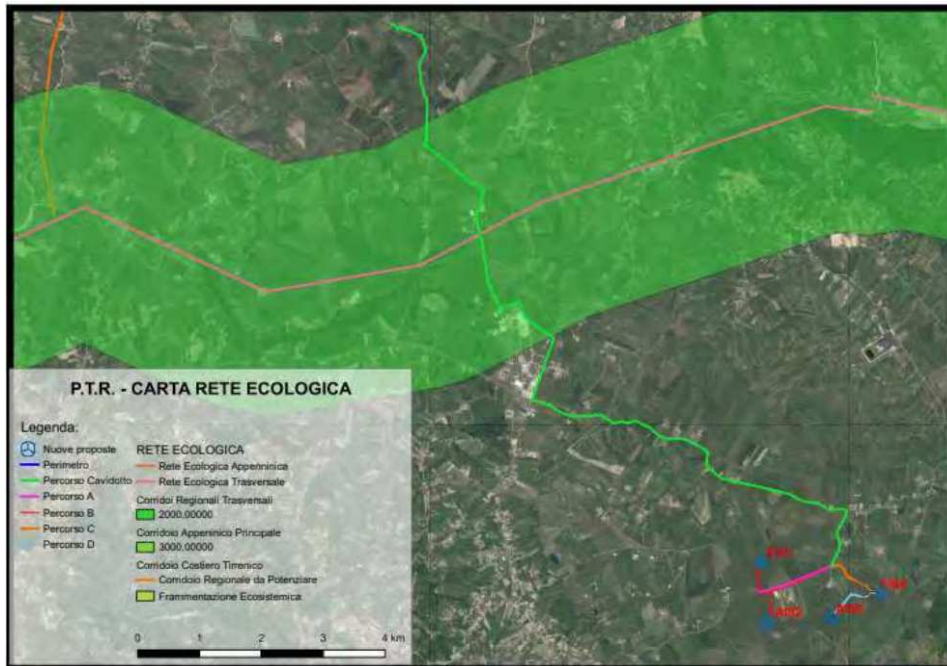 P.T.R. - CARTA RETE ECOLOGICA
Legenda:
Nuove proposte
Perimetro
Percorso Cavidotto
Percorso A
Percorso B
Percorso C
Percorso D
RETE ECOLOGICA
Rete Ecologica Appenninica
Rete Ecologica Trasversale
Corridoi Regionali Trasversali
2000,00000
Corridoio Appeninico Principale
3000,00000
Corridoio Costiero Tirrenico
Corridoio Regionale da Potenziare
Frammentazione Ecosistemica
0 1 2 3 4 km